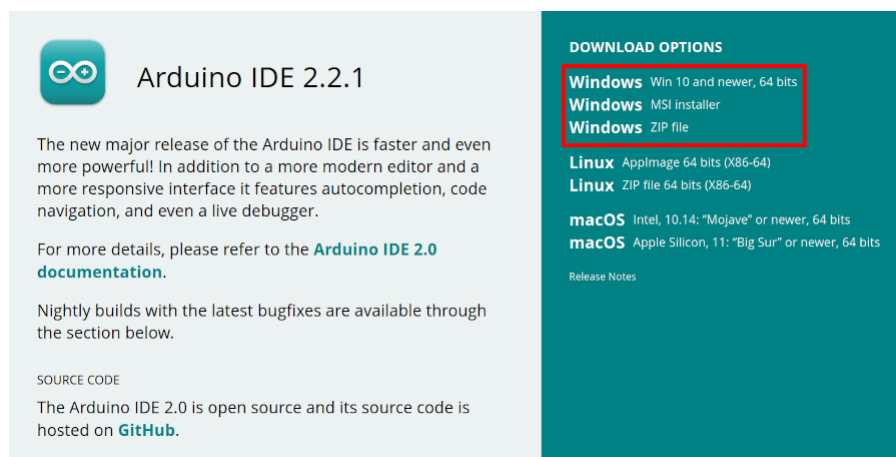 Arduino IDE 2.2.1
The new major release of the Arduino IDE is faster and even
more powerful! In addition to a more modern editor and a
more responsive interface it features autocompletion, code
navigation, and even a live debugger.
For more details, please refer to the Arduino IDE 2.0
documentation.
Nightly builds with the latest bugfixes are available through
the section below.
SOURCE CODE
The Arduino IDE 2.0 is open source and its source code is
hosted on GitHub.
DOWNLOAD OPTIONS
Windows Win 10 and newer, 64 bits
Windows MSI installer
Windows ZIP file
Linux AppImage 64 bits (X86-64)
Linux ZIP file 64 bits (X86-64)
macOS Intel, 10.14: “Mojave” or newer, 64 bits
macOS Apple Silicon, 11: “Big Sur” or newer, 64 bits
Release Notes